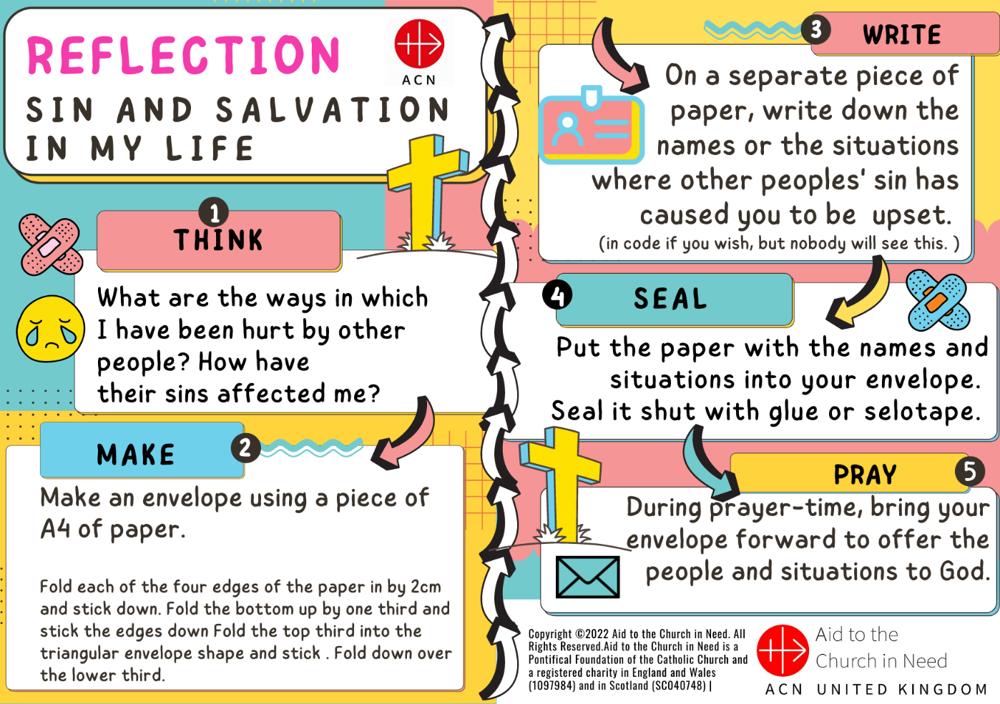 REFLECTION
SIN AND SALVATION
IN MY LIFE
ACN
1
THINK
What are the ways in which
I have been hurt by other
people? How have
their sins affected me?
MAKE
2
Make an envelope using a piece of
A4 of paper.
Fold each of the four edges of the paper in by 2cm
and stick down. Fold the bottom up by one third and
stick the edges down Fold the top third into the
triangular envelope shape and stick . Fold down over
the lower third.
3
WRITE
On a separate piece of
paper, write down the
names or the situations
where other peoples' sin has
caused you to be upset.
(in code if you wish, but nobody will see this. )
4
SEAL
Put the paper with the names and
situations into your envelope.
Seal it shut with glue or selotape.
PRAY
5
During prayer-time, bring your
envelope forward to offer the
people and situations to God.
Copyright ©2022 Aid to the Church in Need. All
Rights Reserved.Aid to the Church in Need is a
Pontifical Foundation of the Catholic Church and
a registered charity in England and Wales
(1097984) and in Scotland (SC040748) |
Aid to the
Church in Need
ACN UNITED KINGDOM